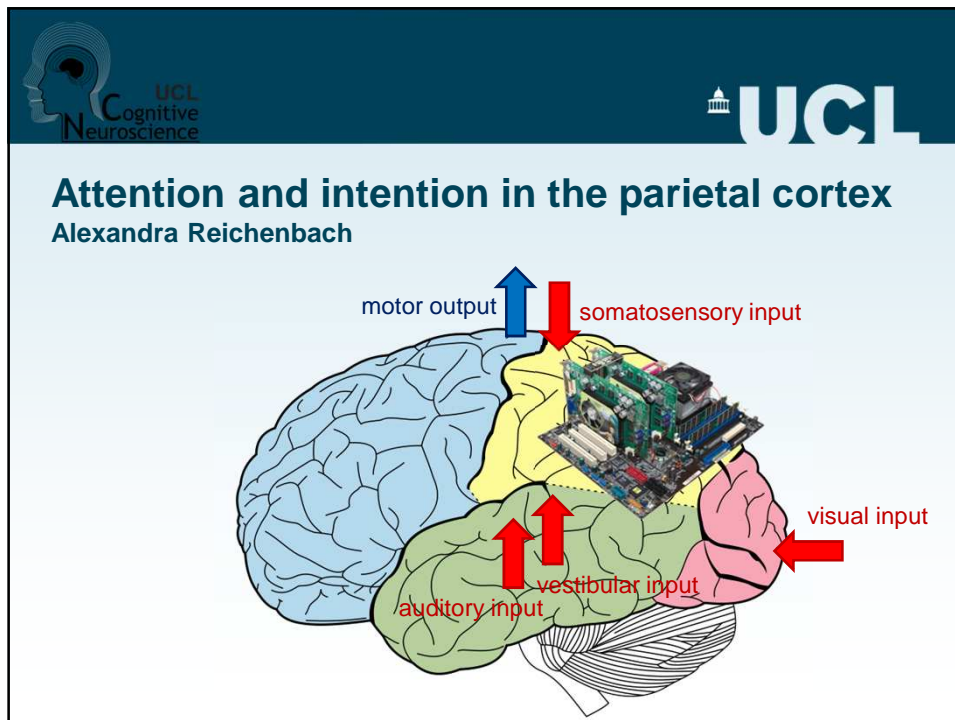 UCL
Cognitive
Neuroscience
UCL
Attention and intention in the parietal cortex
Alexandra Reichenbach
motor output
somatosensory input
visual input
vestibular input
auditory input